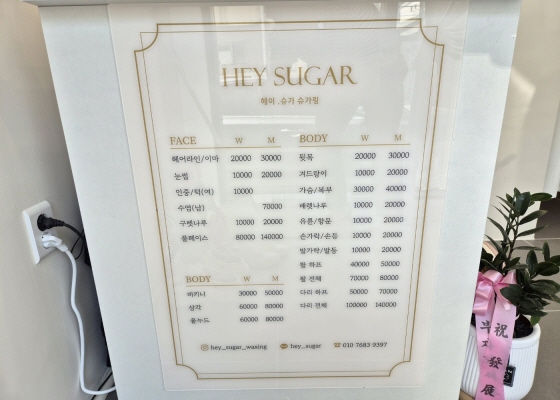 HEY SUGAR
헤이 .슈가 슈가링
FACE W M
헤어라인/이마 20000 30000
눈썹 10000 20000
인중/턱(여) 10000
수염(남) 70000
구렛나루 10000 20000
풀페이스 80000 140000
BODY W M
비키니 30000 50000
삼각 60000 80000
올누드 60000 80000
BODY W M
뒷목 20000 30000
겨드랑이 10000 20000
가슴/복부 30000 40000
배렛나루 10000 20000
유륜/항문 10000 20000
손가락/손등 10000 20000
발가락/발등 10000 20000
팔 하프 40000 50000
팔 전체 70000 80000
다리 하프 50000 70000
다리 전체 100000 140000
hey_sugar_waxing hey_sugar 010 7683 9397
祝
發
展